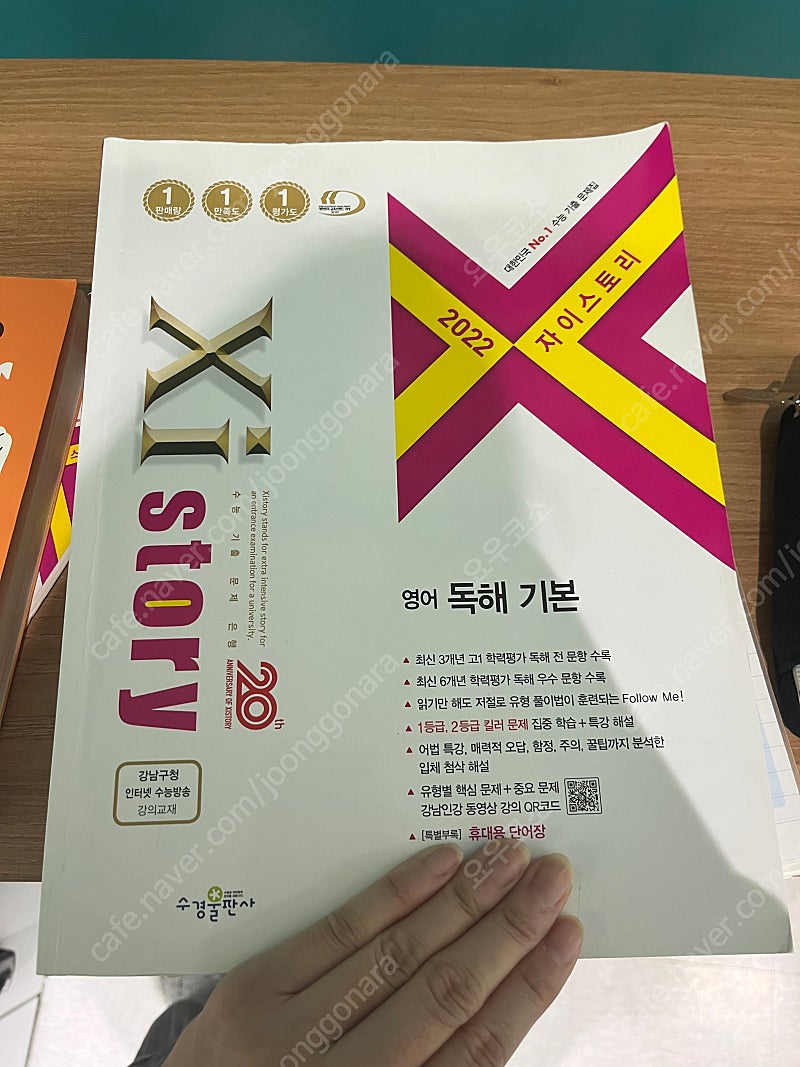 1
판매량
1
만족도
1
평가도
대한민국 No.1 수능 기출 문제집
2022 자이스토리
Xi story
Xistory stands for extra intensive story for
an entrance examination for a university.
수능 기출 문제 은행
20th
ANNIVERSARY OF XISTORY
영어 독해 기본
▲ 최신 3개년 고1 학력평가 독해 전 문항 수록
▲ 최신 6개년 학력평가 독해 우수 문항 수록
▲ 읽기만 해도 저절로 유형 풀이법이 훈련되는 Follow Me!
▲ 1등급, 2등급 킬러 문제 집중 학습 + 특강 해설
▲ 어법 특강, 매력적 오답, 함정, 주의, 꿀팁까지 분석한
입체 첨삭 해설
▲ 유형별 핵심 문제 + 중요 문제
강남인강 동영상 강의 QR코드
▲ [특별부록] 휴대용 단어장
강남구청
인터넷 수능방송
강의교재
수경출판사
cafe.naver.com/joonggonara
오우코소